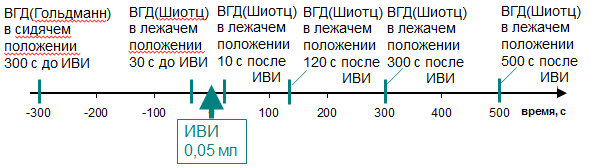 ВГД(Гольдманн)
в сидячем
положении
300 с до ИВИ
ВГД(Шиотц)
в лежачем
положении
30 с до ИВИ
ВГД(Шиотц)
в лежачем
положении
10 с после
ИВИ
ВГД(Шиотц)
в лежачем
положении
120 с после
ИВИ
ВГД(Шиотц)
в лежачем
положении
300 с после
ИВИ
ВГД(Шиотц)
в лежачем
положении
500 с после
ИВИ
-300 -200 -100 100 200 300 400 500 время, с
ИВИ
0,05 мл